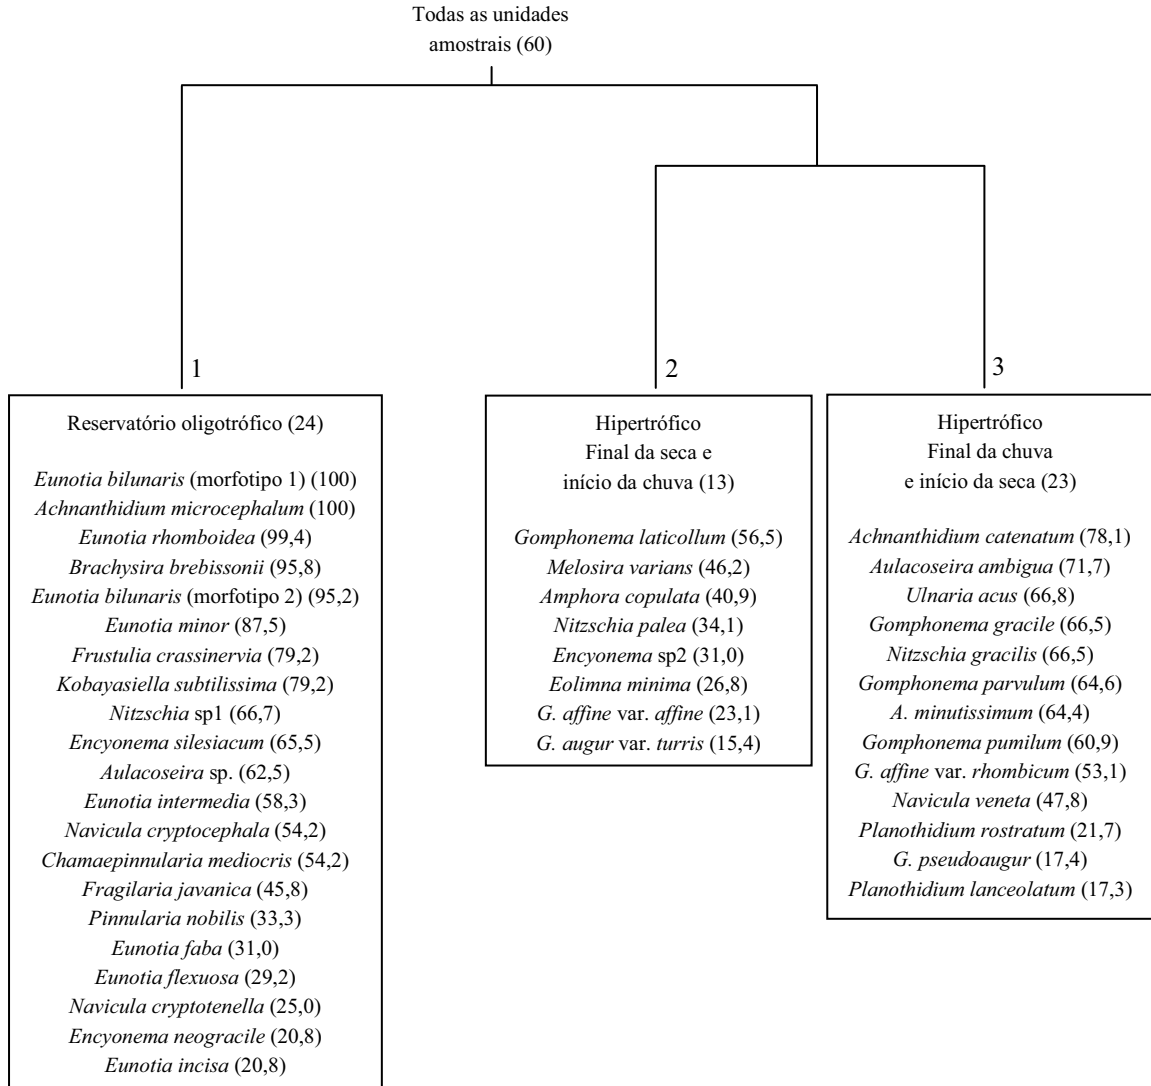 Todas as unidades
amostrais (60)
1
Reservatório oligotrófico (24)
Eunotia bilunaris (morfotipo 1) (100)
Achnanthidium microcephalum (100)
Eunotia rhomboidea (99,4)
Brachysira brebissonii (95,8)
Eunotia bilunaris (morfotipo 2) (95,2)
Eunotia minor (87,5)
Frustulia crassinervia (79,2)
Kobayasiella subtilissima (79,2)
Nitzschia sp1 (66,7)
Encyonema silesiacum (65,5)
Aulacoseira sp. (62,5)
Eunotia intermedia (58,3)
Navicula cryptocephala (54,2)
Chamaepinnularia mediocris (54,2)
Fragilaria javanica (45,8)
Pinnularia nobilis (33,3)
Eunotia faba (31,0)
Eunotia flexuosa (29,2)
Navicula cryptotenella (25,0)
Encyonema neogracile (20,8)
Eunotia incisa (20,8)
2
Hipertrófico
Final da seca e
início da chuva (13)
Gomphonema laticollum (56,5)
Melosira varians (46,2)
Amphora copulata (40,9)
Nitzschia palea (34,1)
Encyonema sp2 (31,0)
Eolimna minima (26,8)
G. affine var. affine (23,1)
G. augur var. turris (15,4)
3
Hipertrófico
Final da chuva
e início da seca (23)
Achnanthidium catenatum (78,1)
Aulacoseira ambigua (71,7)
Ulnaria acus (66,8)
Gomphonema gracile (66,5)
Nitzschia gracilis (66,5)
Gomphonema parvulum (64,6)
A. minutissimum (64,4)
Gomphonema pumilum (60,9)
G. affine var. rhombicum (53,1)
Navicula veneta (47,8)
Planothidium rostratum (21,7)
G. pseudoaugur (17,4)
Planothidium lanceolatum (17,3)